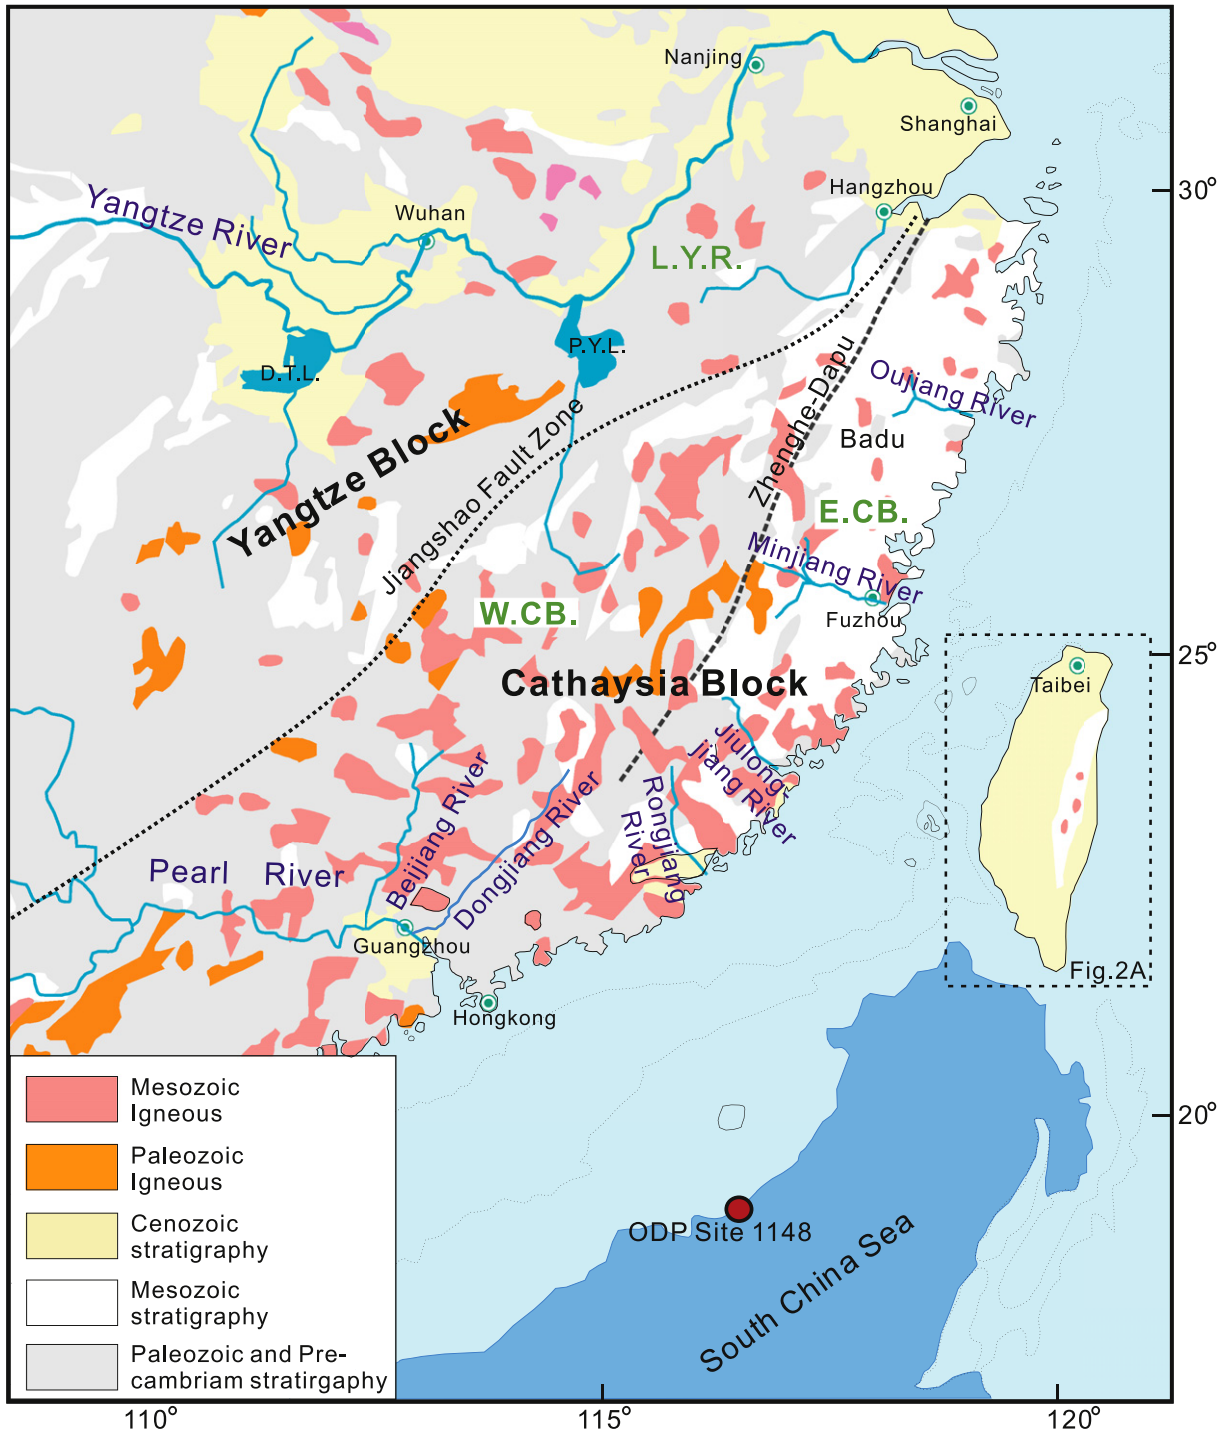 Nanjing
Shanghai
30°
Hangzhou
Yangtze River
Wuhan
L.Y.R.
P.Y.L.
D.T.L.
Zhenghe-Dapu
Oujiang River
Badu
Yangtze Block
Jiangshao Fault Zone
E.CB.
Minjiang River
W.CB.
Fuzhou
25°
Cathaysia Block
Taibei
Jiulong-
jiang River
Rongjiang
River
Beijiang River
Dongjiang River
Pearl River
Guangzhou
Fig.2A
Hongkong
Mesozoic
Igneous
20°
Paleozoic
Igneous
Cenozoic
stratigraphy
ODP Site 1148
South China Sea
Mesozoic
stratigraphy
Paleozoic and Pre-
cambriam stratirgaphy
110°
115°
120°